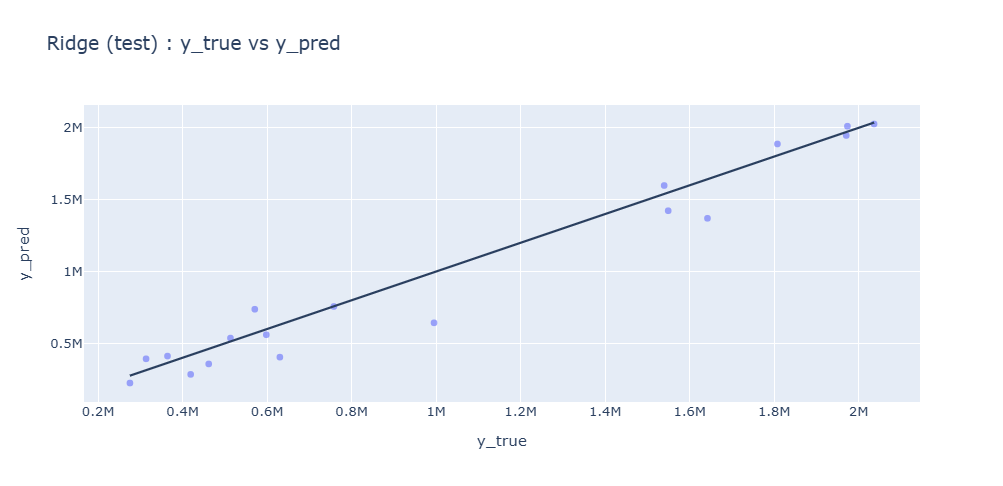 Ridge (test) : y_true vs y_pred
2M
1.5M
1M
0.5M
y_pred
0.2M 0.4M 0.6M 0.8M 1M 1.2M 1.4M 1.6M 1.8M 2M
y_true